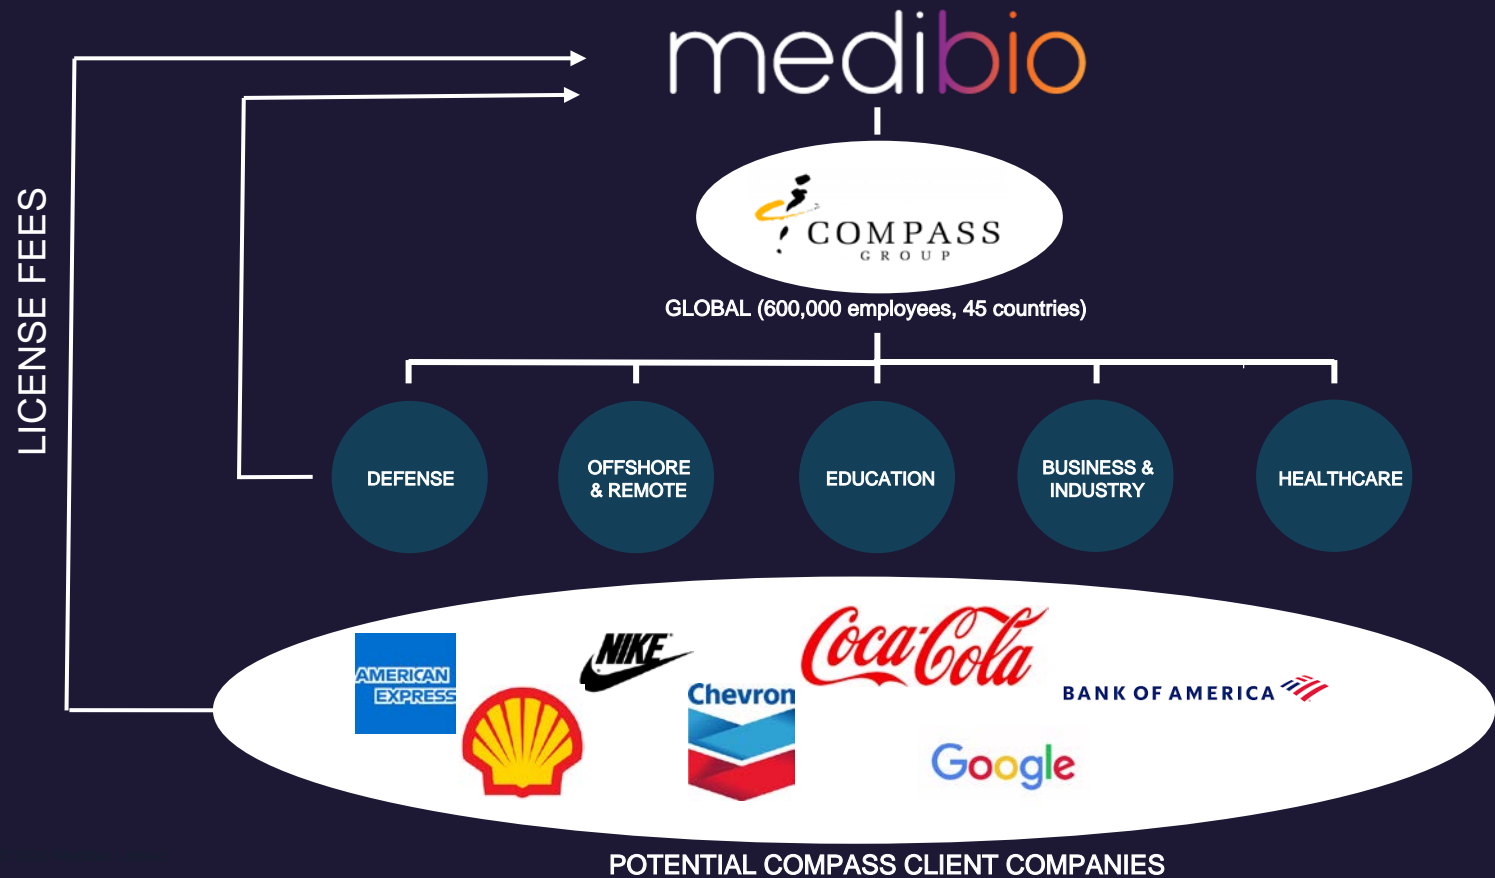 medibio
COMPASS
GROUP
GLOBAL (600,000 employees, 45 countries)
LICENSE FEES
DEFENSE
OFFSHORE
& REMOTE
EDUCATION
BUSINESS &
INDUSTRY
HEALTHCARE
AMERICAN
EXPRESS
NIKE
Chevron
Coca-Cola
BANK OF AMERICA
Google
POTENTIAL COMPASS CLIENT COMPANIES